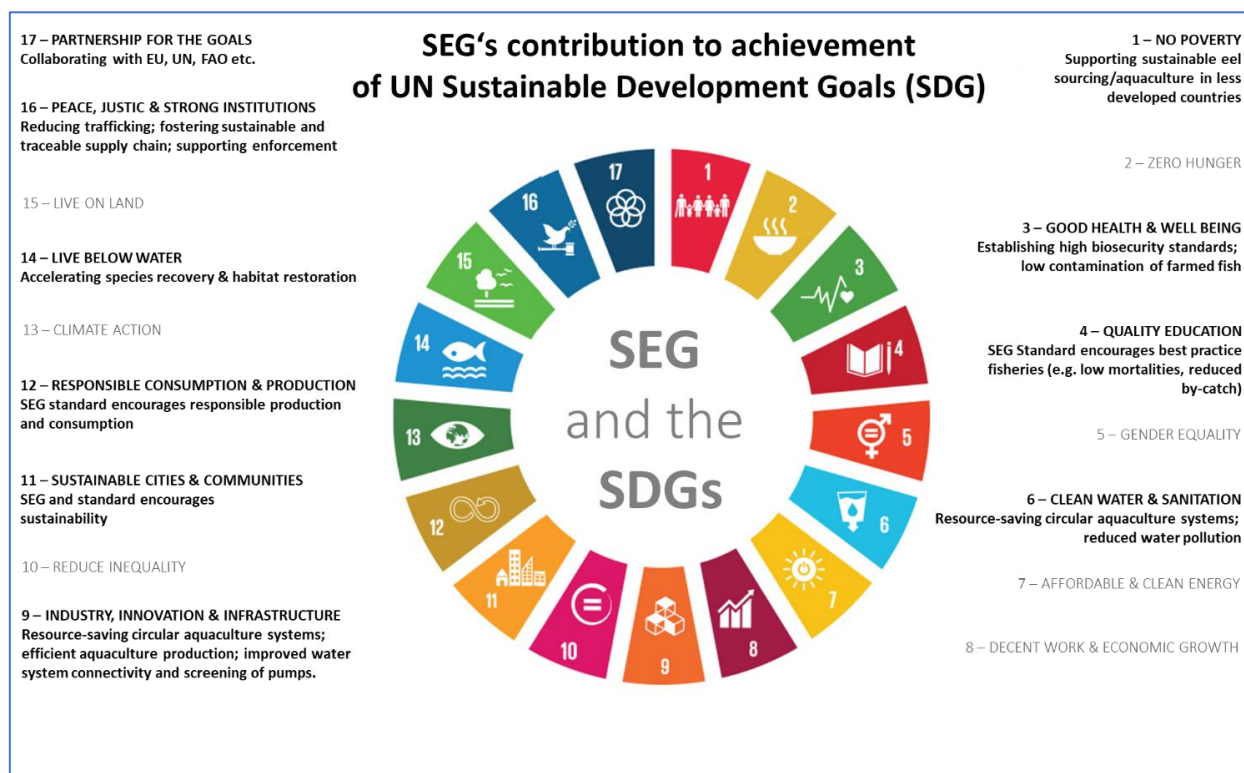 SEG‘s contribution to achievement
of UN Sustainable Development Goals (SDG)
17 – PARTNERSHIP FOR THE GOALS
Collaborating with EU, UN, FAO etc.
16 – PEACE, JUSTIC & STRONG INSTITUTIONS
Reducing trafficking; fostering sustainable and
traceable supply chain; supporting enforcement
15 – LIVE ON LAND
14 – LIVE BELOW WATER
Accelerating species recovery & habitat restoration
13 – CLIMATE ACTION
12 – RESPONSIBLE CONSUMPTION & PRODUCTION
SEG standard encourages responsible production
and consumption
11 – SUSTAINABLE CITIES & COMMUNITIES
SEG and standard encourages
sustainability
10 – REDUCE INEQUALITY
9 – INDUSTRY, INNOVATION & INFRASTRUCTURE
Resource-saving circular aquaculture systems;
efficient aquaculture production; improved water
system connectivity and screening of pumps.
1
2
3
4
5
6
7
8
9
10
11
12
13
14
15
16
17
SEG
and the
SDGs
1 – NO POVERTY
Supporting sustainable eel
sourcing/aquaculture in less
developed countries
2 – ZERO HUNGER
3 – GOOD HEALTH & WELL BEING
Establishing high biosecurity standards;
low contamination of farmed fish
4 – QUALITY EDUCATION
SEG Standard encourages best practice
fisheries (e.g. low mortalities, reduced
by-catch)
5 – GENDER EQUALITY
6 – CLEAN WATER & SANITATION
Resource-saving circular aquaculture systems;
reduced water pollution
7 – AFFORDABLE & CLEAN ENERGY
8 – DECENT WORK & ECONOMIC GROWTH